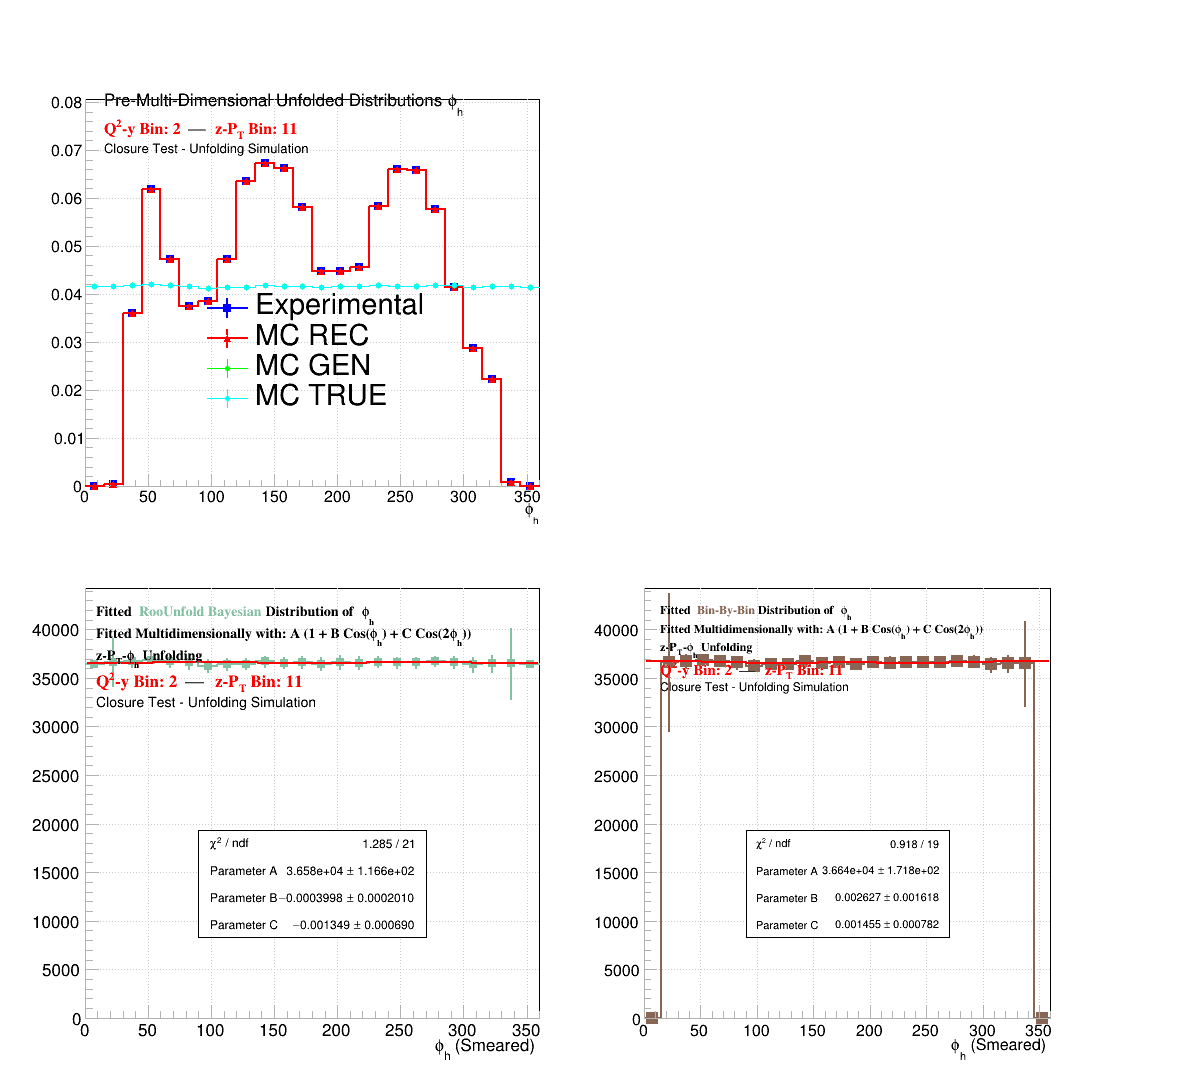 Pre-Multi-Dimensional Unfolded Distributions ϕh
Q²-y Bin: 2 — z-PT Bin: 11
Closure Test - Unfolding Simulation
0.08
0.07
0.06
0.05
0.04
0.03
0.02
0.01
0
Experimental
MC REC
MC GEN
MC TRUE
0 50 100 150 200 250 300 350
ϕh
Fitted RooUnfold Bayesian Distribution of ϕh
Fitted Multidimensionally with: A (1 + B Cos(ϕh) + C Cos(2ϕh))
z-PT-ϕh Unfolding
Q²-y Bin: 2 — z-PT Bin: 11
Closure Test - Unfolding Simulation
40000
35000
30000
25000
20000
15000
10000
5000
0
χ² / ndf 1.285 / 21
Parameter A 3.658e+04 ± 1.166e+02
Parameter B −0.0003998 ± 0.0002010
Parameter C −0.001349 ± 0.000690
0 50 100 150 200 250 300 350
ϕh (Smeared)
Fitted Bin-By-Bin Distribution of ϕh
Fitted Multidimensionally with: A (1 + B Cos(ϕh) + C Cos(2ϕh))
z-PT-ϕh Unfolding
Q²-y Bin: 2 — z-PT Bin: 11
Closure Test - Unfolding Simulation
40000
35000
30000
25000
20000
15000
10000
5000
0
χ² / ndf 0.918 / 19
Parameter A 3.664e+04 ± 1.718e+02
Parameter B 0.002627 ± 0.001618
Parameter C 0.001455 ± 0.000782
0 50 100 150 200 250 300 350
ϕh (Smeared)